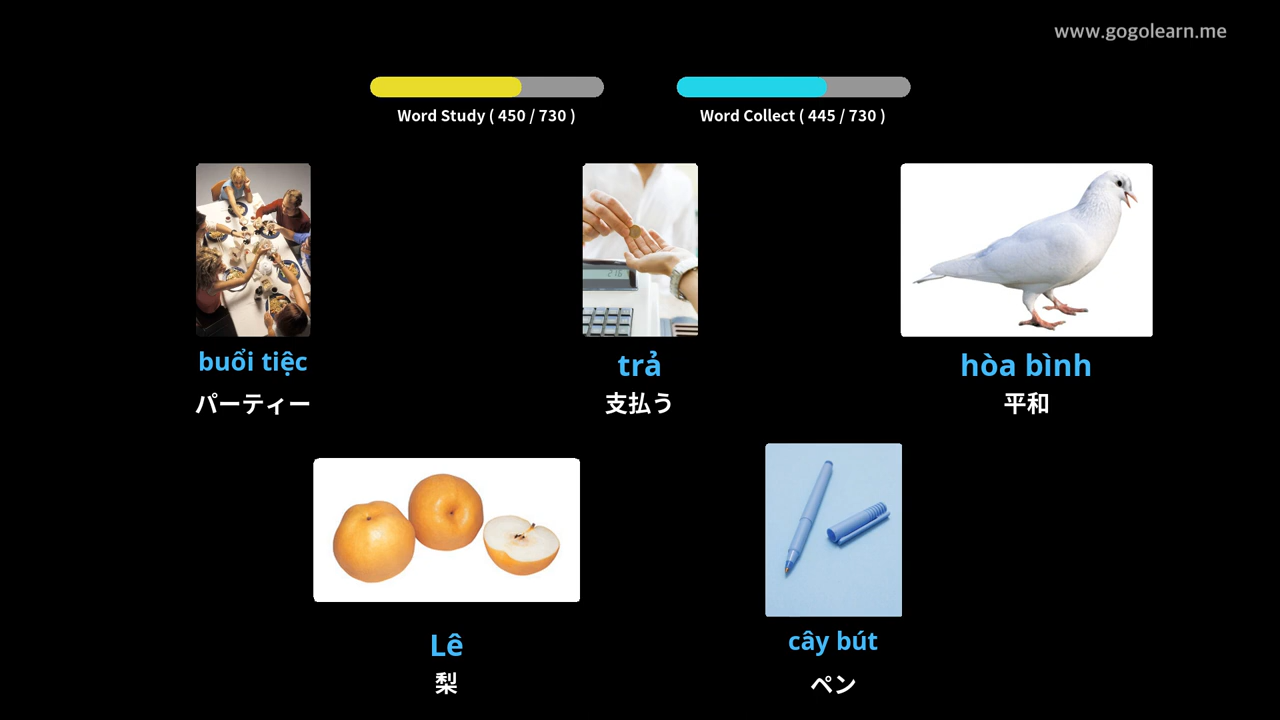 www.gogolearn.me
Word Study ( 450 / 730 )
Word Collect ( 445 / 730 )
buổi tiệc
パーティー
trả
支払う
hòa bình
平和
Lê
梨
cây bút
ペン